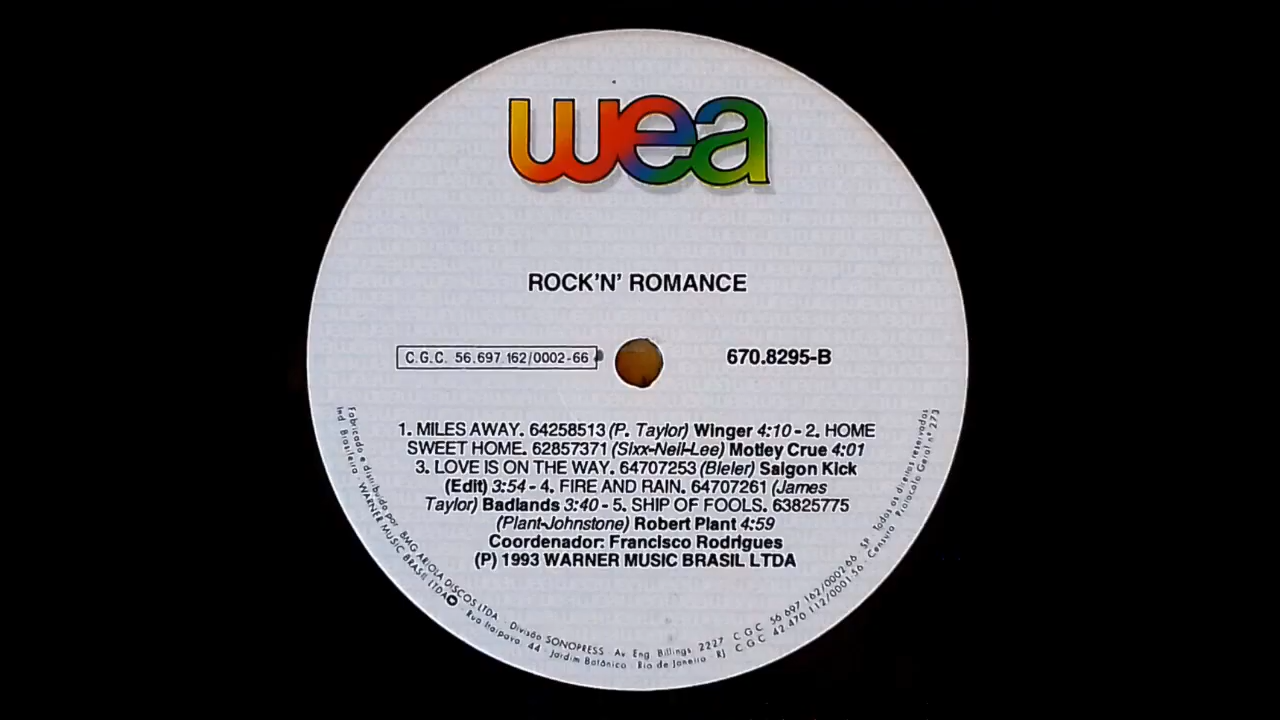 wea
ROCK'N' ROMANCE
C.G.C. 56.697 162/0002-66
670.8295-B
1. MILES AWAY. 64258513 (P. Taylor) Winger 4:10 - 2. HOME
SWEET HOME. 62857371 (Sixx-Neil-Lee) Motley Crue 4:01
3. LOVE IS ON THE WAY. 64707253 (Bieler) Saigon Kick
(Edit) 3:54 - 4. FIRE AND RAIN. 64707261 (James
Taylor) Badlands 3:40 - 5. SHIP OF FOOLS. 63825775
(Plant-Johnstone) Robert Plant 4:59
Coordenador: Francisco Rodrigues
(P) 1993 WARNER MUSIC BRASIL LTDA
Fabricado e distribuido por BMG ARIOLA DISCOS LTDA - Divisão SONOPRESS - Av Eng. Billings 2227 C G C 56 697 162/0002-66 SP Todos os direitos reservados
Ind Brasileira - WARNER MUSIC BRASIL LTDA - Rua Itaipava 44 - Jardim Botânico - Rio de Janeiro RJ C G C 42 470 112/0001-56 - Censura Protocolo Geral nº 273